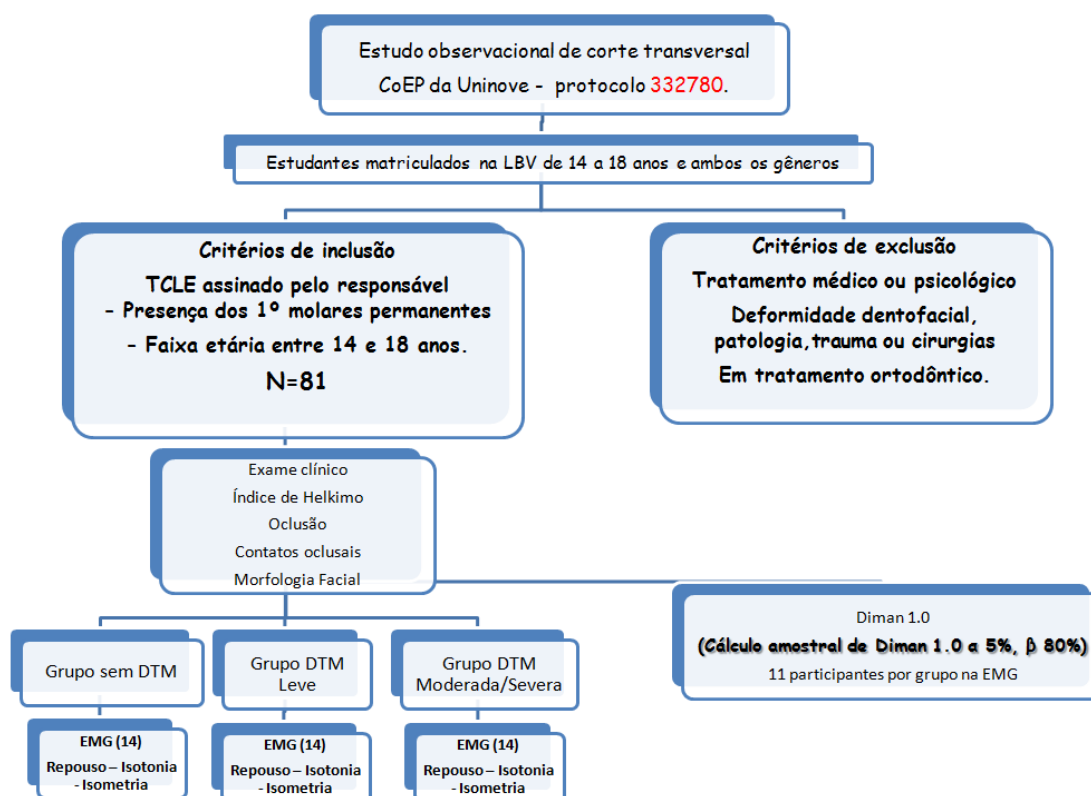 Estudo observacional de corte transversal
CoEP da Uninove - protocolo 332780.
Estudantes matriculados na LBV de 14 a 18 anos e ambos os gêneros
Critérios de inclusão
TCLE assinado pelo responsável
- Presença dos 1º molares permanentes
- Faixa etária entre 14 e 18 anos.
N=81
Critérios de exclusão
Tratamento médico ou psicológico
Deformidade dentofacial,
patologia,trauma ou cirurgias
Em tratamento ortodôntico.
Exame clínico
Índice de Helkimo
Oclusão
Contatos oclusais
Morfologia Facial
Diman 1.0
(Cálculo amostral de Diman 1.0 a 5%, β 80%)
11 participantes por grupo na EMG
Grupo sem DTM
Grupo DTM
Leve
Grupo DTM
Moderada/Severa
EMG (14)
Repouso – Isotonia
- Isometria
EMG (14)
Repouso – Isotonia
- Isometria
EMG (14)
Repouso – Isotonia
- Isometria